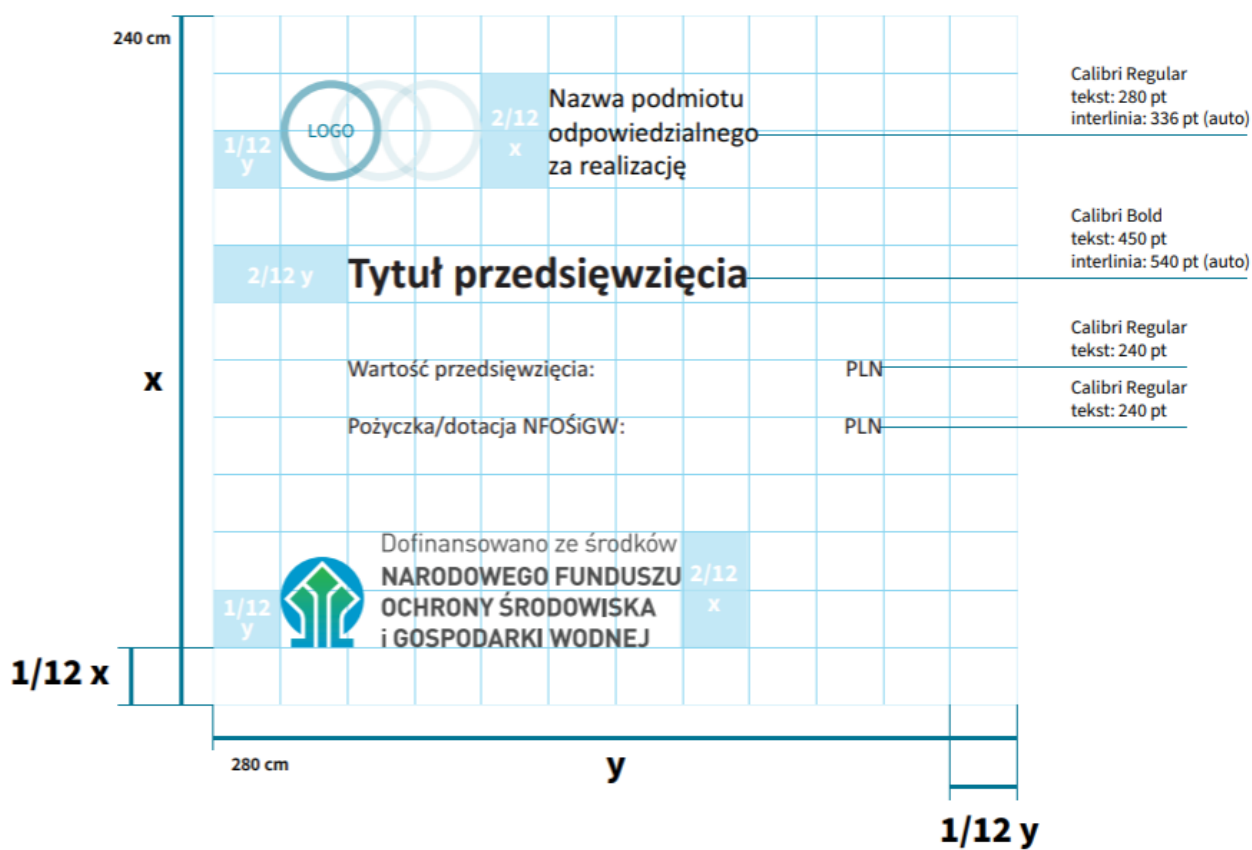 240 cm
Calibri Regular
tekst: 280 pt
interlinia: 336 pt (auto)
LOGO
2/12
x
Nazwa podmiotu
odpowiedzialnego
za realizację
1/12
y
Calibri Bold
tekst: 450 pt
interlinia: 540 pt (auto)
2/12 y
Tytuł przedsięwzięcia
Calibri Regular
tekst: 240 pt
x
Wartość przedsięwzięcia:
PLN
Calibri Regular
tekst: 240 pt
Pożyczka/dotacja NFOŚiGW:
PLN
Dofinansowano ze środków
NARODOWEGO FUNDUSZU
OCHRONY ŚRODOWISKA
i GOSPODARKI WODNEJ
2/12
x
1/12
y
1/12 x
280 cm
y
1/12 y